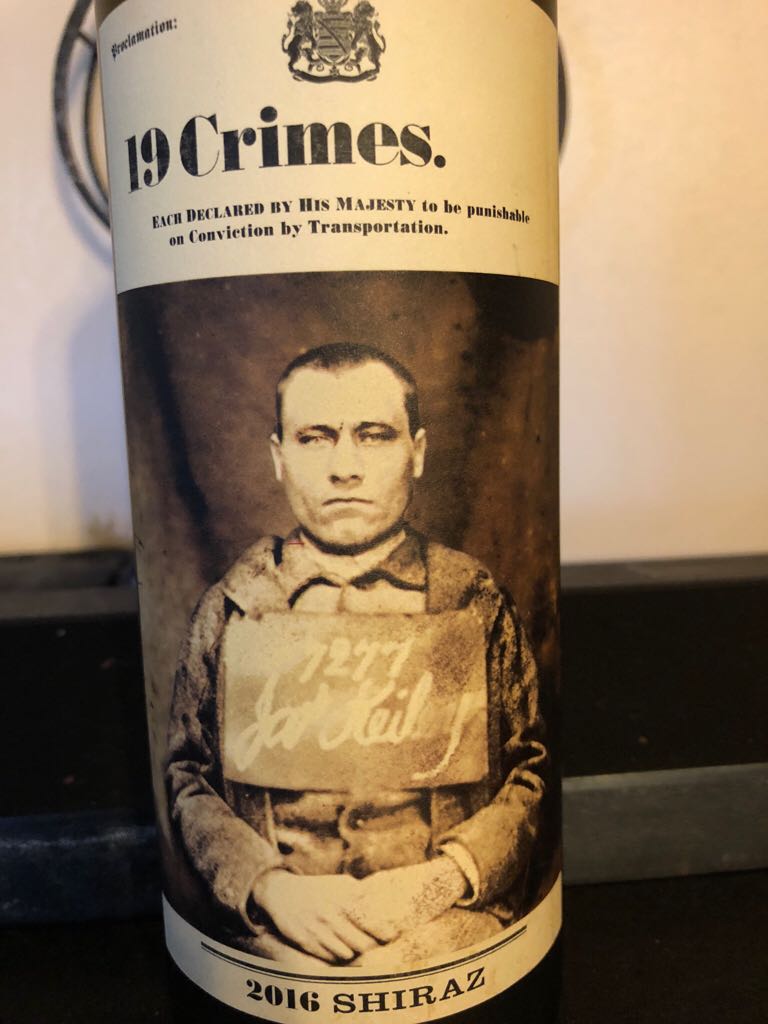 Proclamation:
19 Crimes.
EACH DECLARED BY HIS MAJESTY to be punishable
on Conviction by Transportation.
7277
2016 SHIRAZ